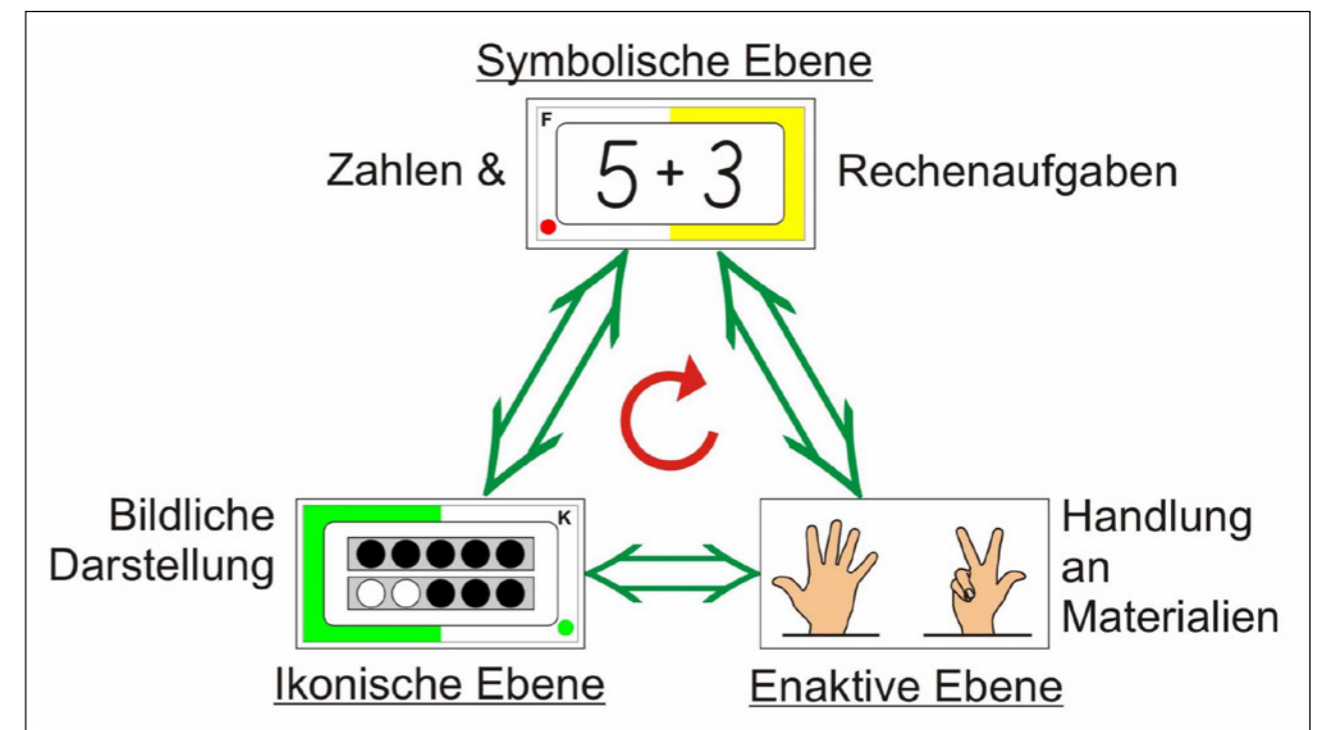 Symbolische Ebene
F
Zahlen &
5 + 3
Rechenaufgaben
Bildliche
Darstellung
K
Handlung
an
Materialien
Ikonische Ebene
Enaktive Ebene